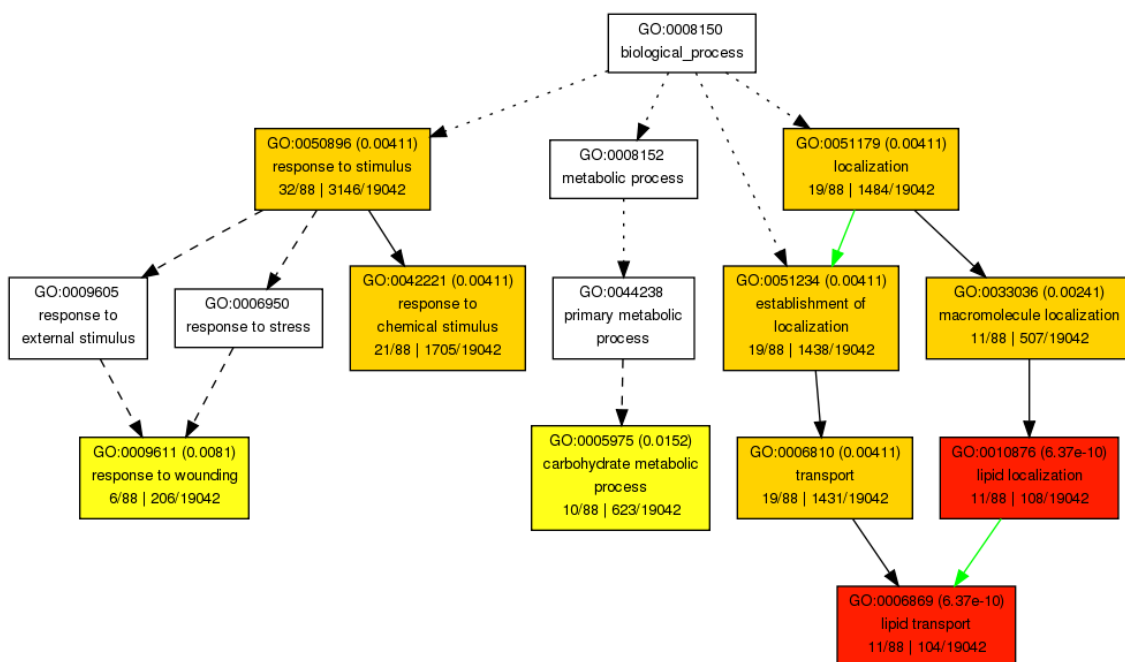 GO:0008150
biological_process
GO:0050896 (0.00411)
response to stimulus
32/88 | 3146/19042
GO:0008152
metabolic process
GO:0051179 (0.00411)
localization
19/88 | 1484/19042
GO:0009605
response to
external stimulus
GO:0006950
response to stress
GO:0042221 (0.00411)
response to
chemical stimulus
21/88 | 1705/19042
GO:0044238
primary metabolic
process
GO:0051234 (0.00411)
establishment of
localization
19/88 | 1438/19042
GO:0033036 (0.00241)
macromolecule localization
11/88 | 507/19042
GO:0009611 (0.0081)
response to wounding
6/88 | 206/19042
GO:0005975 (0.0152)
carbohydrate metabolic
process
10/88 | 623/19042
GO:0006810 (0.00411)
transport
19/88 | 1431/19042
GO:0010876 (6.37e-10)
lipid localization
11/88 | 108/19042
GO:0006869 (6.37e-10)
lipid transport
11/88 | 104/19042